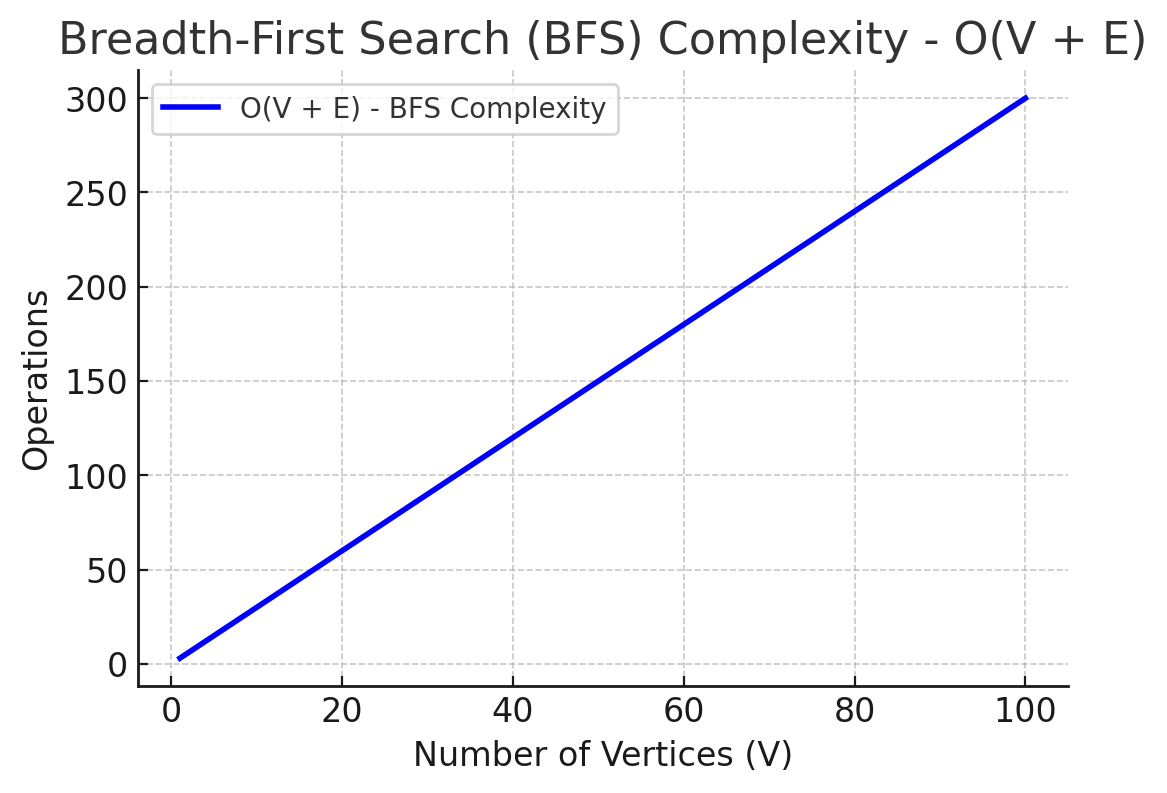 Breadth-First Search (BFS) Complexity - O(V + E)
O(V + E) - BFS Complexity
300
250
200
150
100
50
0
Operations
0 20 40 60 80 100
Number of Vertices (V)